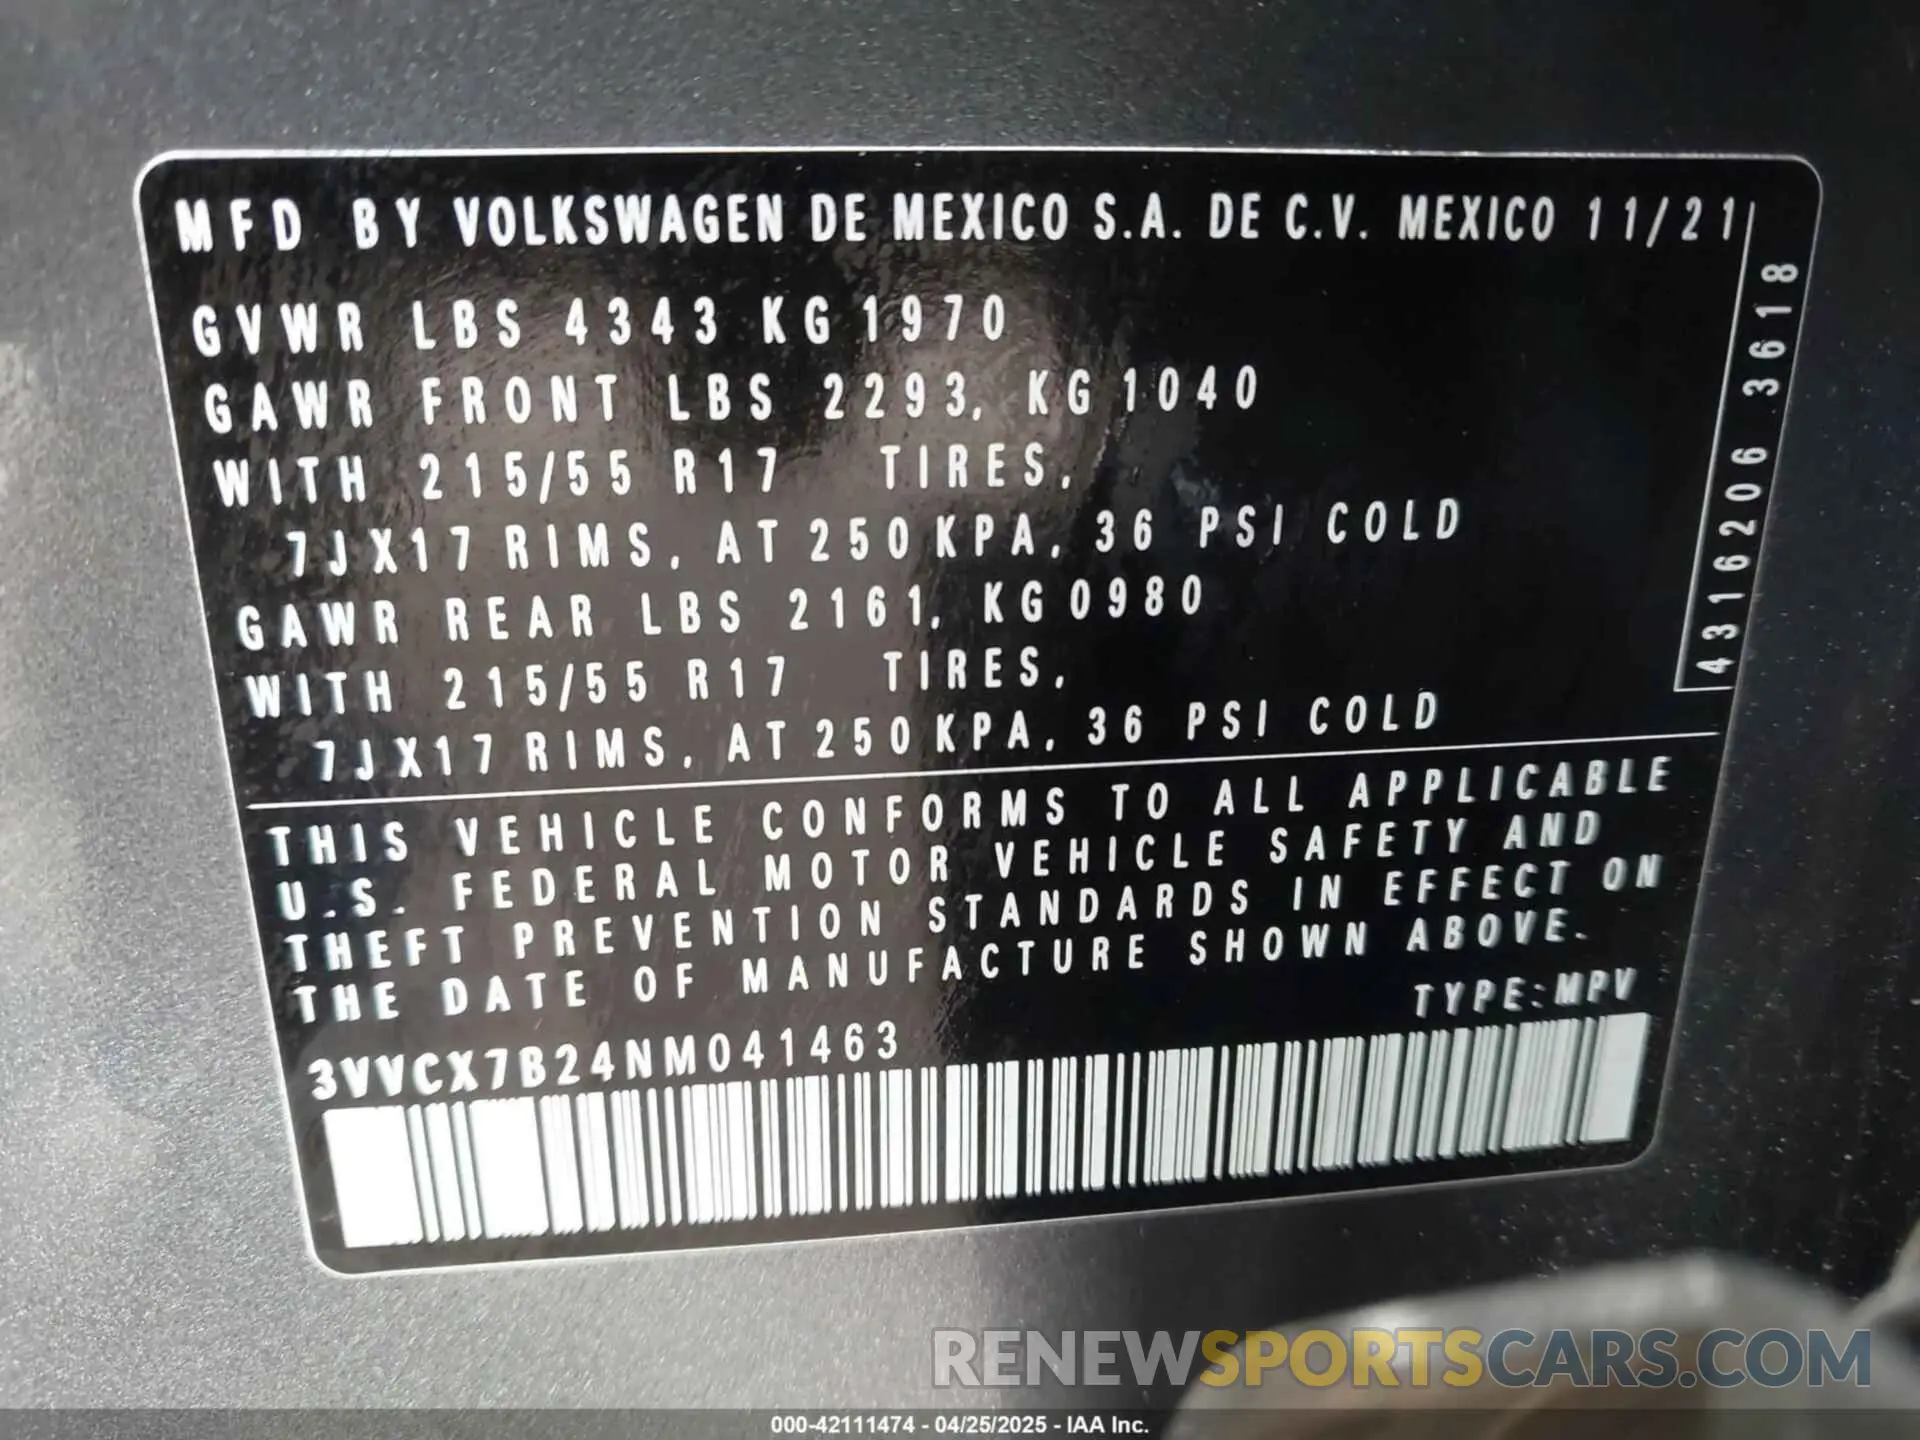 MFD BY VOLKSWAGEN DE MEXICO S.A. DE C.V. MEXICO 11/21
GVWR LBS 4343 KG 1970
GAWR FRONT LBS 2293, KG 1040
WITH 215/55 R17 TIRES,
7JX17 RIMS, AT 250 KPA, 36 PSI COLD
GAWR REAR LBS 2161, KG 0980
WITH 215/55 R17 TIRES,
7JX17 RIMS, AT 250 KPA, 36 PSI COLD
4316206 3618
THIS VEHICLE CONFORMS TO ALL APPLICABLE
U.S. FEDERAL MOTOR VEHICLE SAFETY AND
THEFT PREVENTION STANDARDS IN EFFECT ON
THE DATE OF MANUFACTURE SHOWN ABOVE.
TYPE:MPV
3VVCX7B24NM041463
RENEWSPORTSCARS.COM
000-42111474 - 04/25/2025 - IAA Inc.